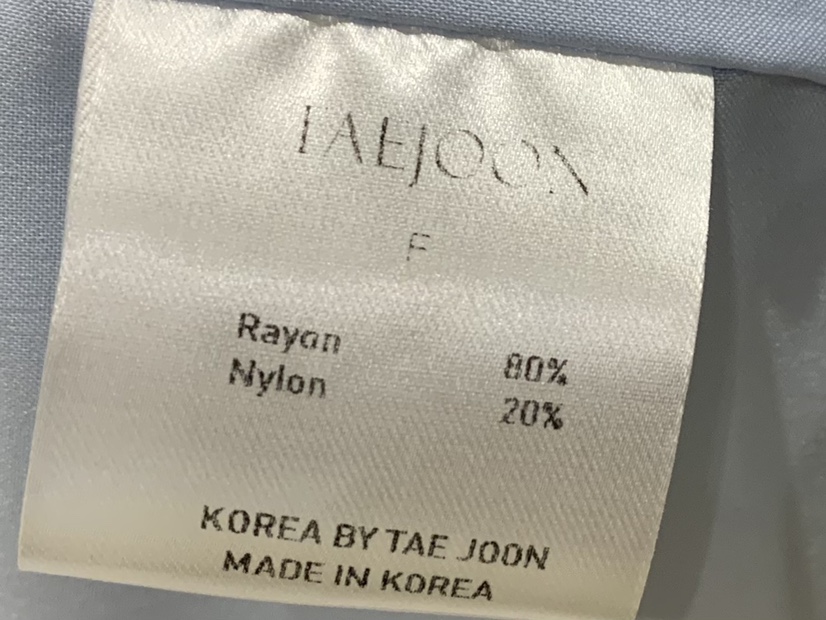 TAEJOON
F
Rayon 80%
Nylon 20%
KOREA BY TAE JOON
MADE IN KOREA